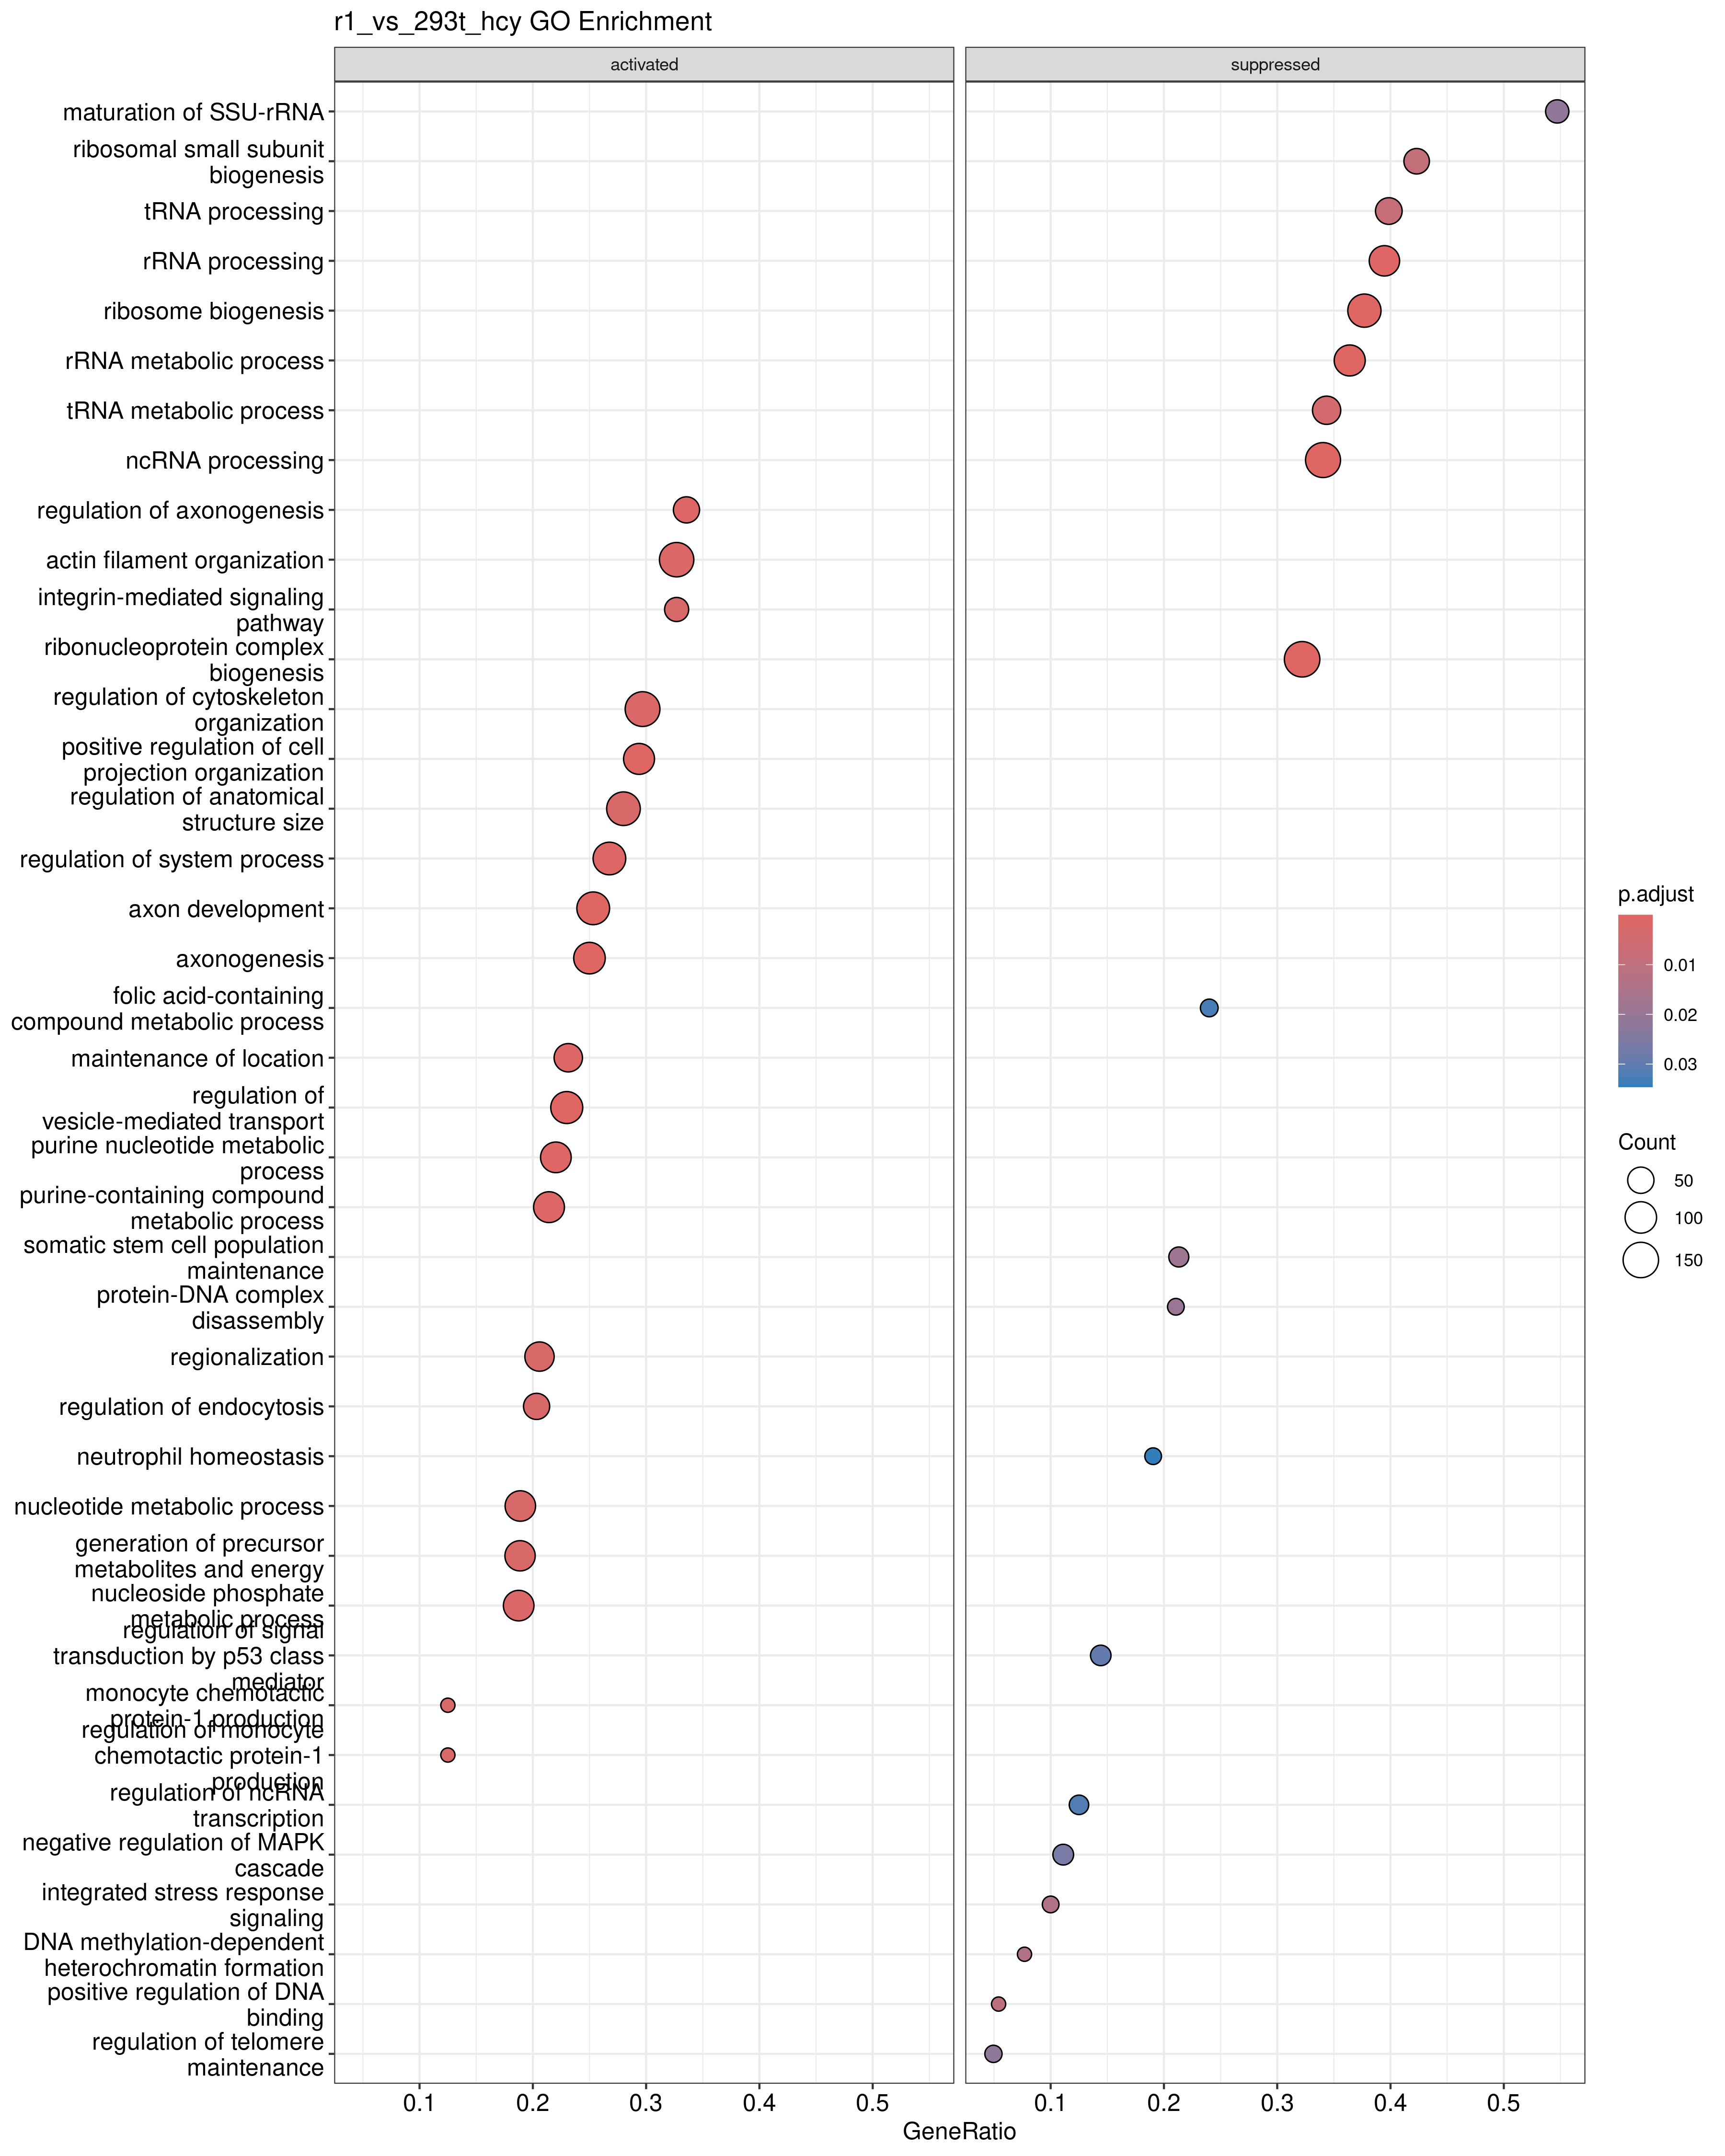 r1_vs_293t_hcy GO Enrichment
activated
suppressed
maturation of SSU-rRNA
ribosomal small subunit
biogenesis
tRNA processing
rRNA processing
ribosome biogenesis
rRNA metabolic process
tRNA metabolic process
ncRNA processing
regulation of axonogenesis
actin filament organization
integrin-mediated signaling
pathway
ribonucleoprotein complex
biogenesis
regulation of cytoskeleton
organization
positive regulation of cell
projection organization
regulation of anatomical
structure size
regulation of system process
axon development
axonogenesis
folic acid-containing
compound metabolic process
maintenance of location
regulation of
vesicle-mediated transport
purine nucleotide metabolic
process
purine-containing compound
metabolic process
somatic stem cell population
maintenance
protein-DNA complex
disassembly
regionalization
regulation of endocytosis
neutrophil homeostasis
nucleotide metabolic process
generation of precursor
metabolites and energy
nucleoside phosphate
metabolic process
regulation of signal
transduction by p53 class
mediator
monocyte chemotactic
protein-1 production
regulation of monocyte
chemotactic protein-1
production
regulation of ncRNA
transcription
negative regulation of MAPK
cascade
integrated stress response
signaling
DNA methylation-dependent
heterochromatin formation
positive regulation of DNA
binding
regulation of telomere
maintenance
0.1 0.2 0.3 0.4 0.5
0.1 0.2 0.3 0.4 0.5
GeneRatio
p.adjust
0.01
0.02
0.03
Count
50
100
150